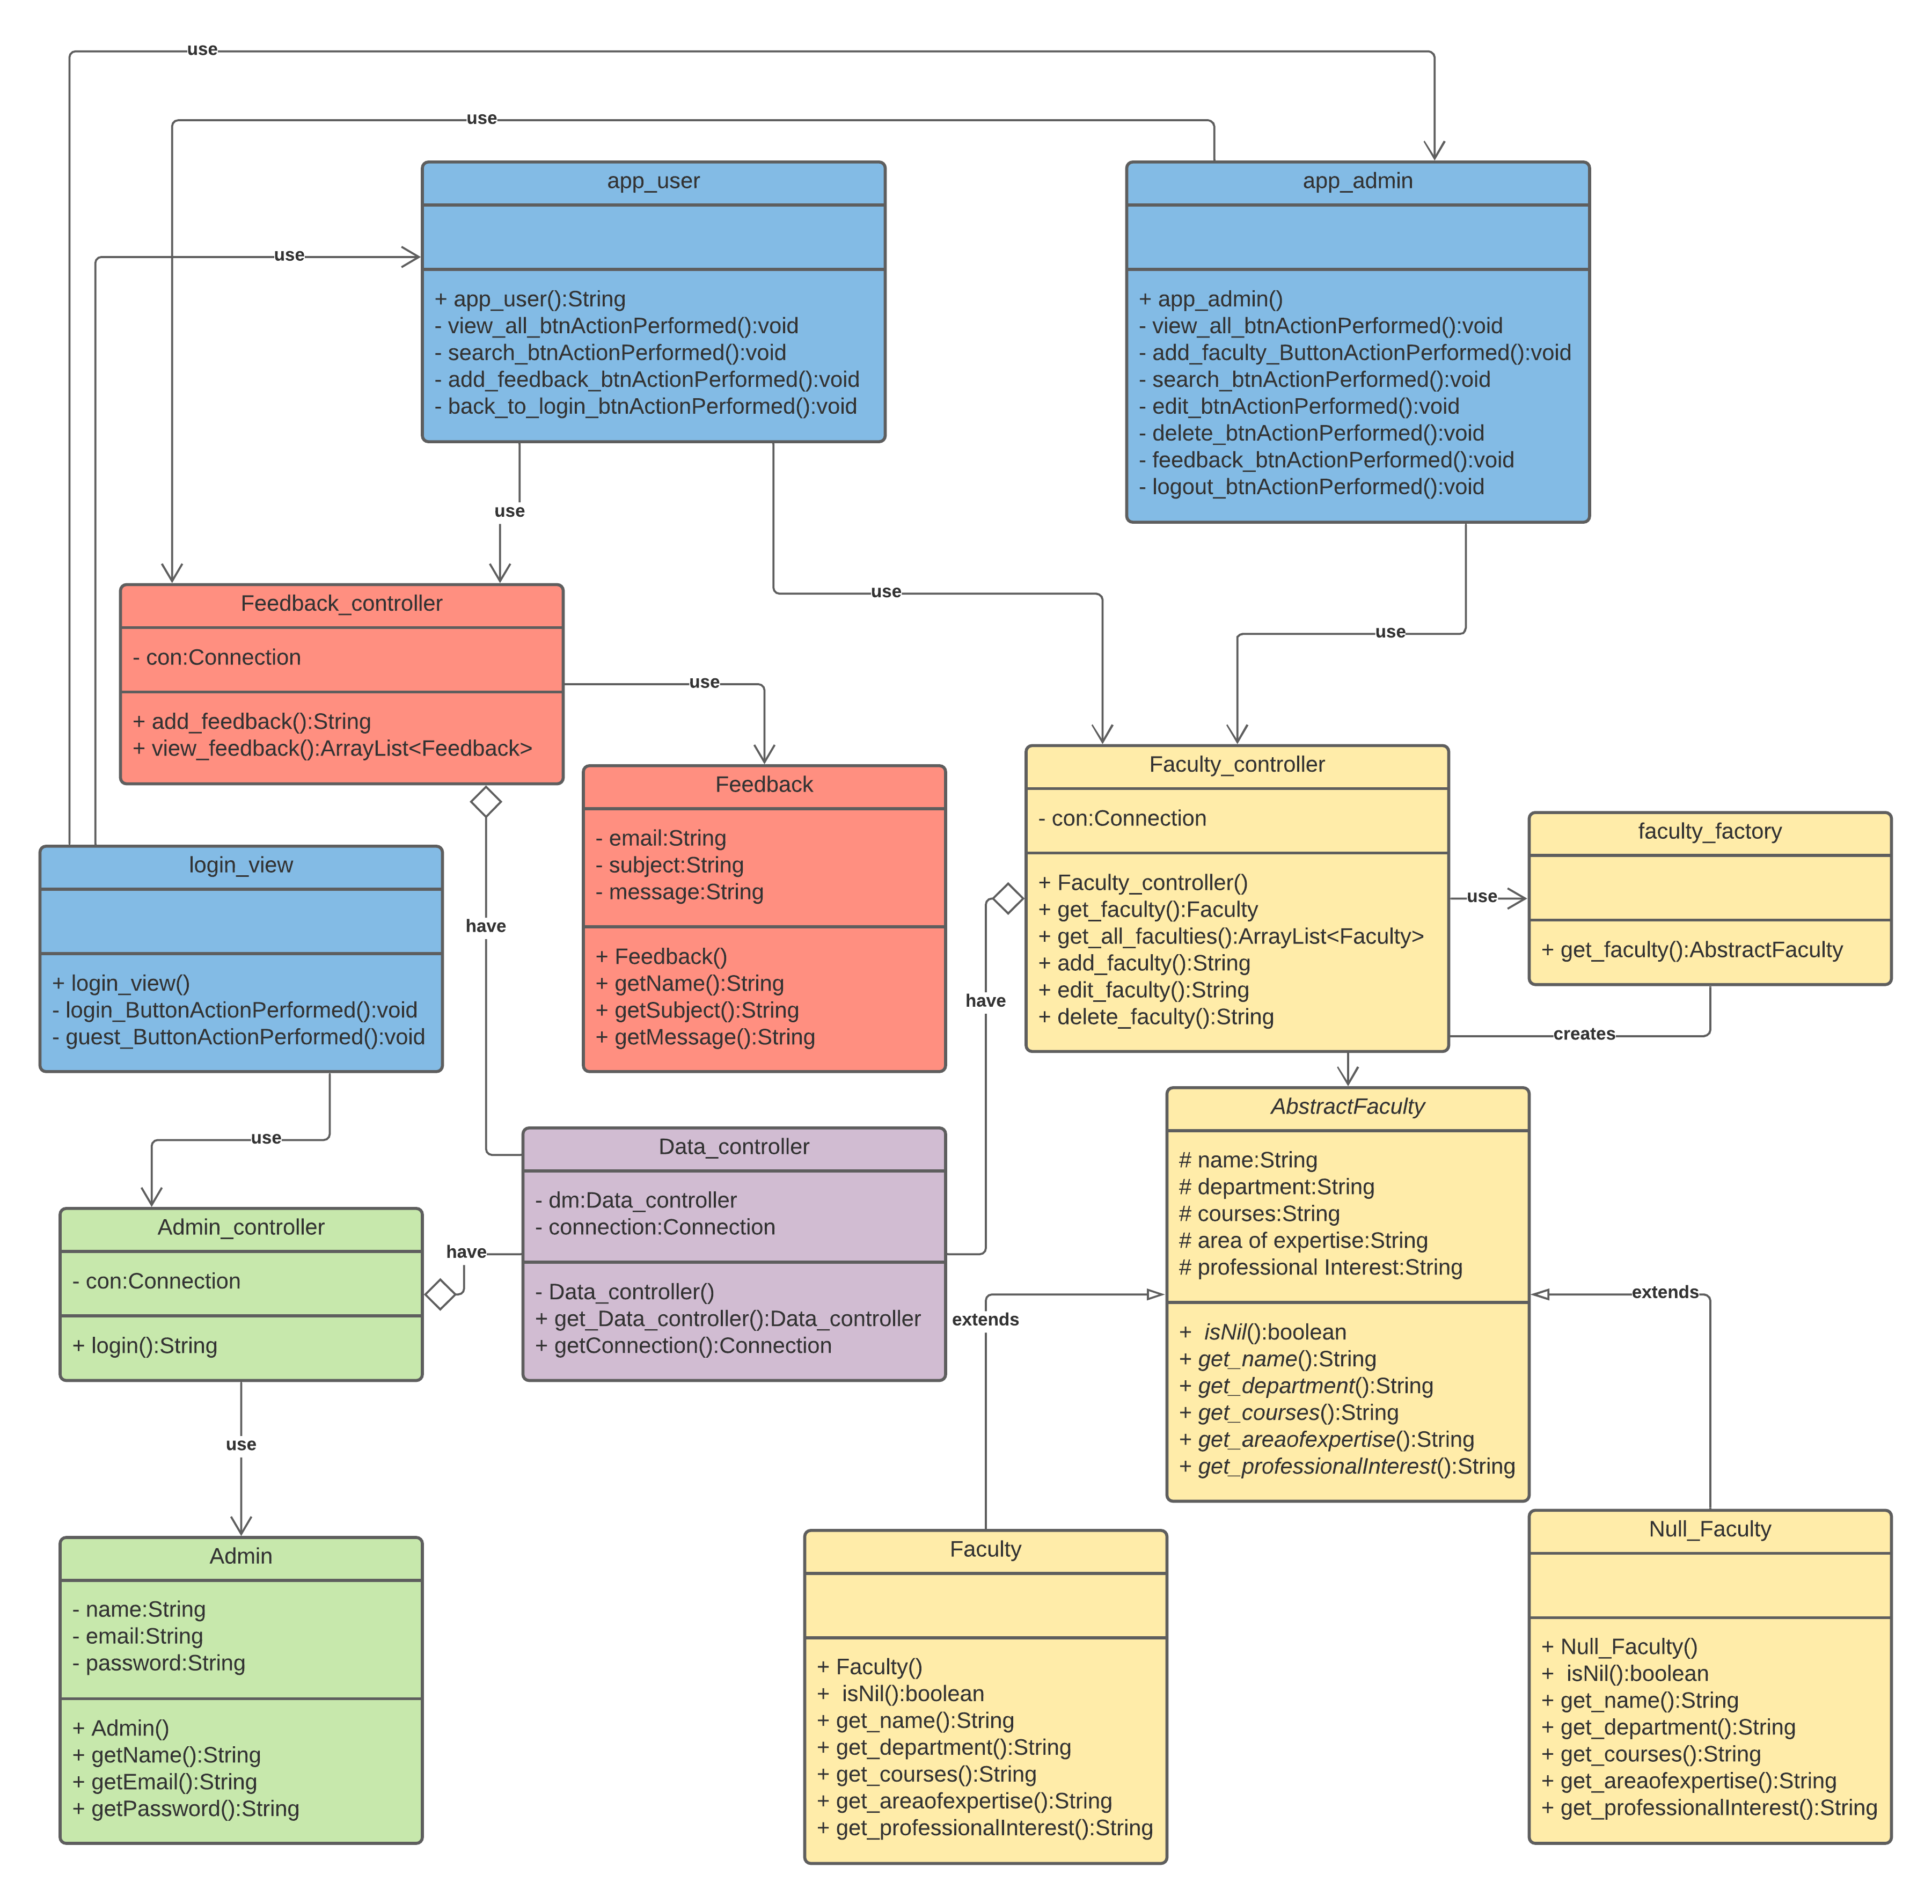 use
use
app_user
+ app_user():String
- view_all_btnActionPerformed():void
- search_btnActionPerformed():void
- add_feedback_btnActionPerformed():void
- back_to_login_btnActionPerformed():void
app_admin
+ app_admin()
- view_all_btnActionPerformed():void
- add_faculty_ButtonActionPerformed():void
- search_btnActionPerformed():void
- edit_btnActionPerformed():void
- delete_btnActionPerformed():void
- feedback_btnActionPerformed():void
- logout_btnActionPerformed():void
use
use
use
use
Feedback_controller
- con:Connection
+ add_feedback():String
+ view_feedback():ArrayList<Feedback>
use
Feedback
- email:String
- subject:String
- message:String
+ Feedback()
+ getName():String
+ getSubject():String
+ getMessage():String
Faculty_controller
- con:Connection
+ Faculty_controller()
+ get_faculty():Faculty
+ get_all_faculties():ArrayList<Faculty>
+ add_faculty():String
+ edit_faculty():String
+ delete_faculty():String
use
faculty_factory
+ get_faculty():AbstractFaculty
creates
login_view
+ login_view()
- login_ButtonActionPerformed():void
- guest_ButtonActionPerformed():void
have
have
use
Data_controller
- dm:Data_controller
- connection:Connection
- Data_controller()
+ get_Data_controller():Data_controller
+ getConnection():Connection
have
Admin_controller
- con:Connection
+ login():String
AbstractFaculty
# name:String
# department:String
# courses:String
# area of expertise:String
# professional Interest:String
+ isNil():boolean
+ get_name():String
+ get_department():String
+ get_courses():String
+ get_areaofexpertise():String
+ get_professionalInterest():String
extends
extends
use
Admin
- name:String
- email:String
- password:String
+ Admin()
+ getName():String
+ getEmail():String
+ getPassword():String
Faculty
+ Faculty()
+ isNil():boolean
+ get_name():String
+ get_department():String
+ get_courses():String
+ get_areaofexpertise():String
+ get_professionalInterest():String
Null_Faculty
+ Null_Faculty()
+ isNil():boolean
+ get_name():String
+ get_department():String
+ get_courses():String
+ get_areaofexpertise():String
+ get_professionalInterest():String